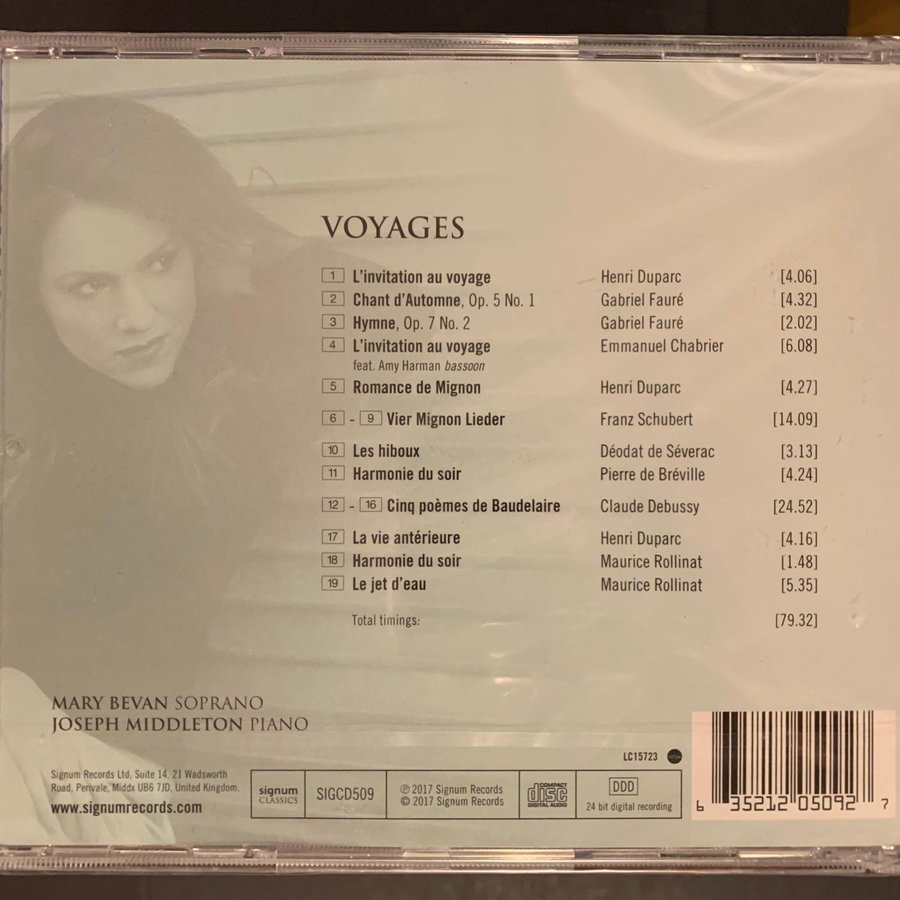 VOYAGES
1 L'invitation au voyage Henri Duparc [4.06]
2 Chant d'Automne, Op. 5 No. 1 Gabriel Fauré [4.32]
3 Hymne, Op. 7 No. 2 Gabriel Fauré [2.02]
4 L'invitation au voyage Emmanuel Chabrier [6.08]
feat. Amy Harman bassoon
5 Romance de Mignon Henri Duparc [4.27]
6 - 9 Vier Mignon Lieder Franz Schubert [14.09]
10 Les hiboux Déodat de Séverac [3.13]
11 Harmonie du soir Pierre de Bréville [4.24]
12 - 16 Cinq poèmes de Baudelaire Claude Debussy [24.52]
17 La vie antérieure Henri Duparc [4.16]
18 Harmonie du soir Maurice Rollinat [1.48]
19 Le jet d'eau Maurice Rollinat [5.35]
Total timings: [79.32]
MARY BEVAN SOPRANO
JOSEPH MIDDLETON PIANO
LC15723
Signum Records Ltd, Suite 14, 21 Wadsworth
Road, Perivale, Middx UB6 7JD, United Kingdom.
www.signumrecords.com
signum
CLASSICS
SIGCD509
℗ 2017 Signum Records
© 2017 Signum Records
COMPACT
disc
DIGITAL AUDIO
DDD
24 bit digital recording
6 35212 05092 7